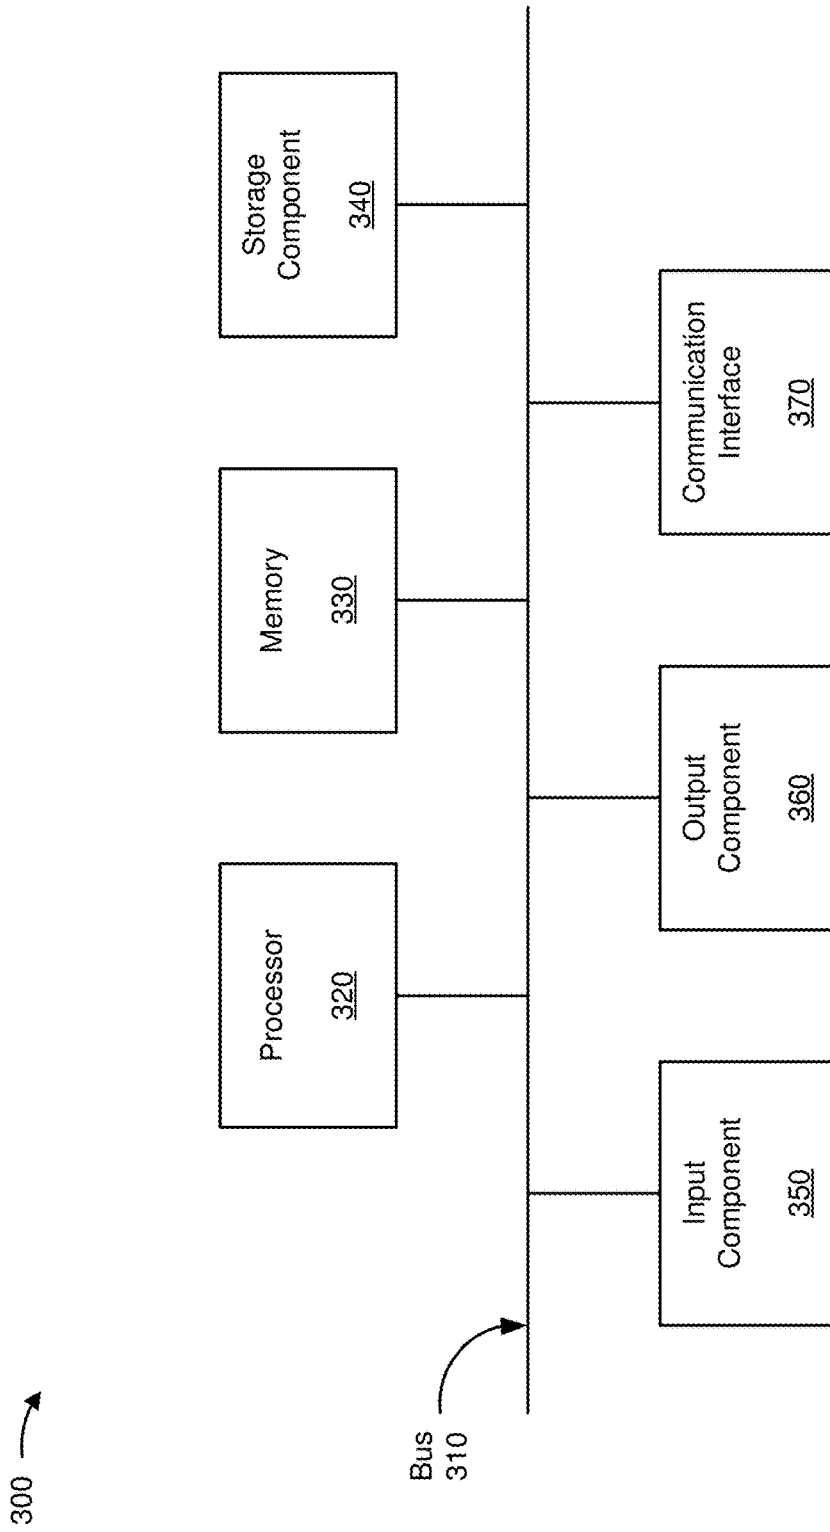 300
Bus
310
Processor
320
Memory
330
Storage
Component
340
Input
Component
350
Output
Component
360
Communication
Interface
370